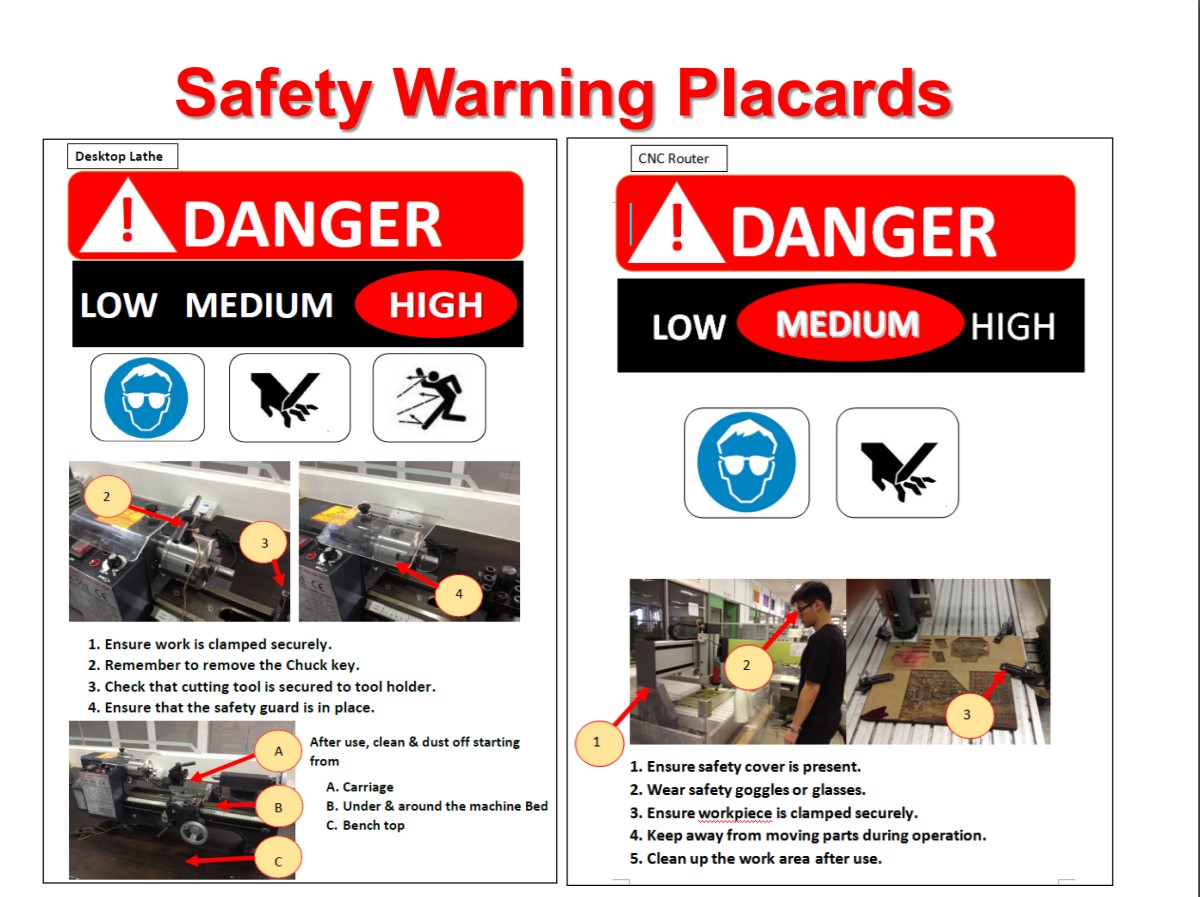 Safety Warning Placards
Desktop Lathe
! DANGER
LOW MEDIUM HIGH
2
3
4
1. Ensure work is clamped securely.
2. Remember to remove the Chuck key.
3. Check that cutting tool is secured to tool holder.
4. Ensure that the safety guard is in place.
A
B
C
After use, clean & dust off starting
from
A. Carriage
B. Under & around the machine Bed
C. Bench top
CNC Router
! DANGER
LOW MEDIUM HIGH
1
2
3
1. Ensure safety cover is present.
2. Wear safety goggles or glasses.
3. Ensure workpiece is clamped securely.
4. Keep away from moving parts during operation.
5. Clean up the work area after use.